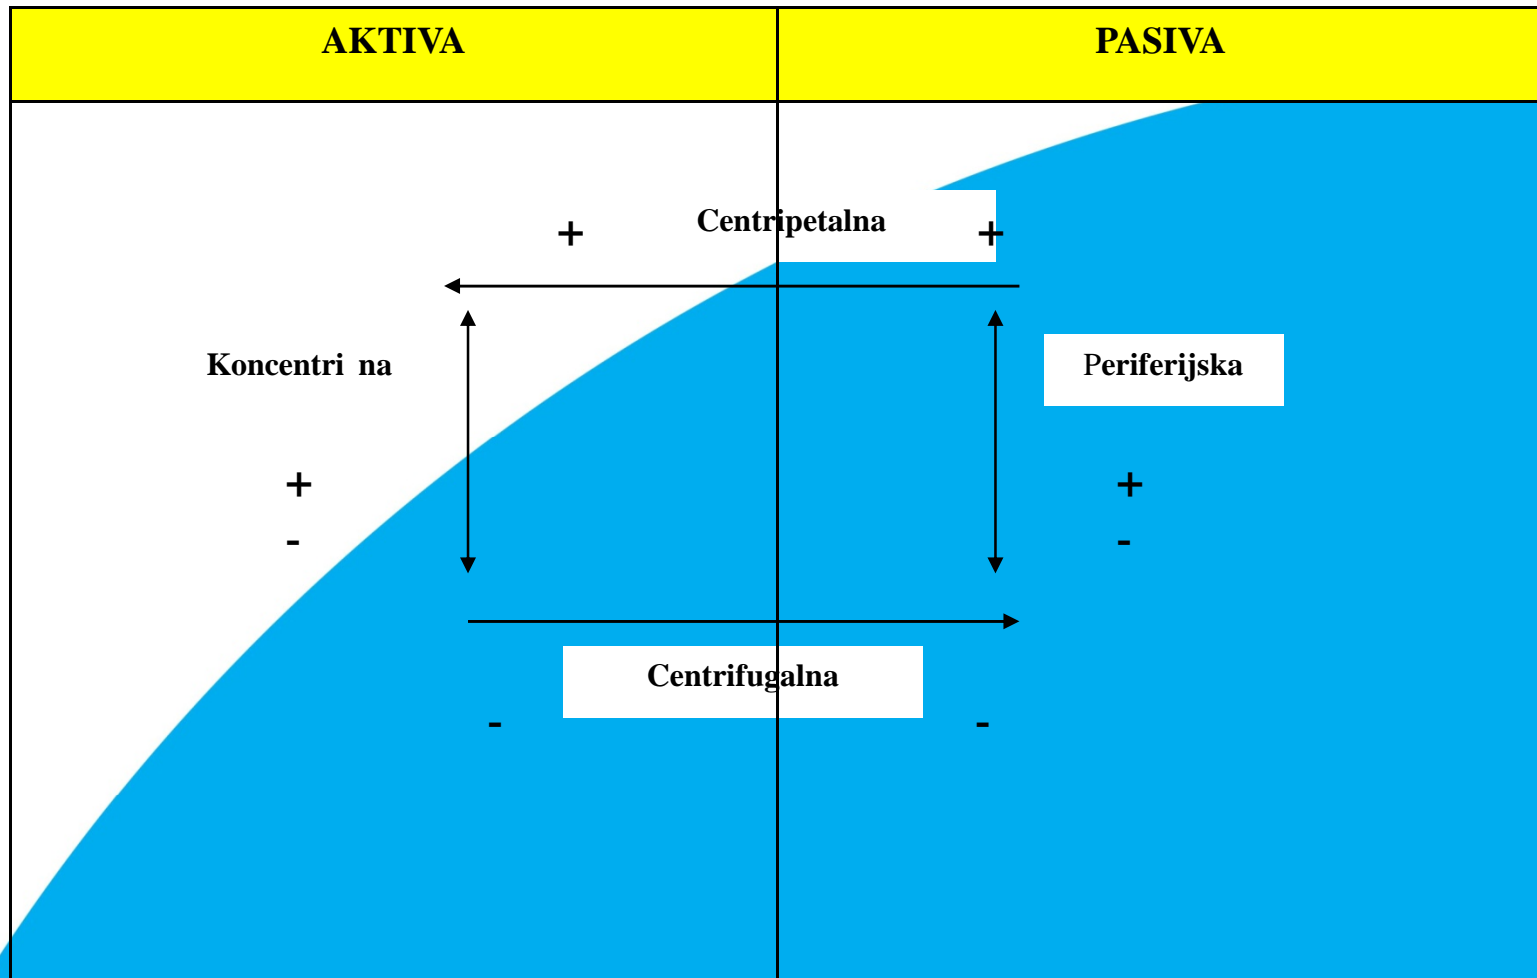 AKTIVA PASIVA
+ Centripetalna +
Koncentri na Periferijska
+ +
- -
Centrifugalna
- -